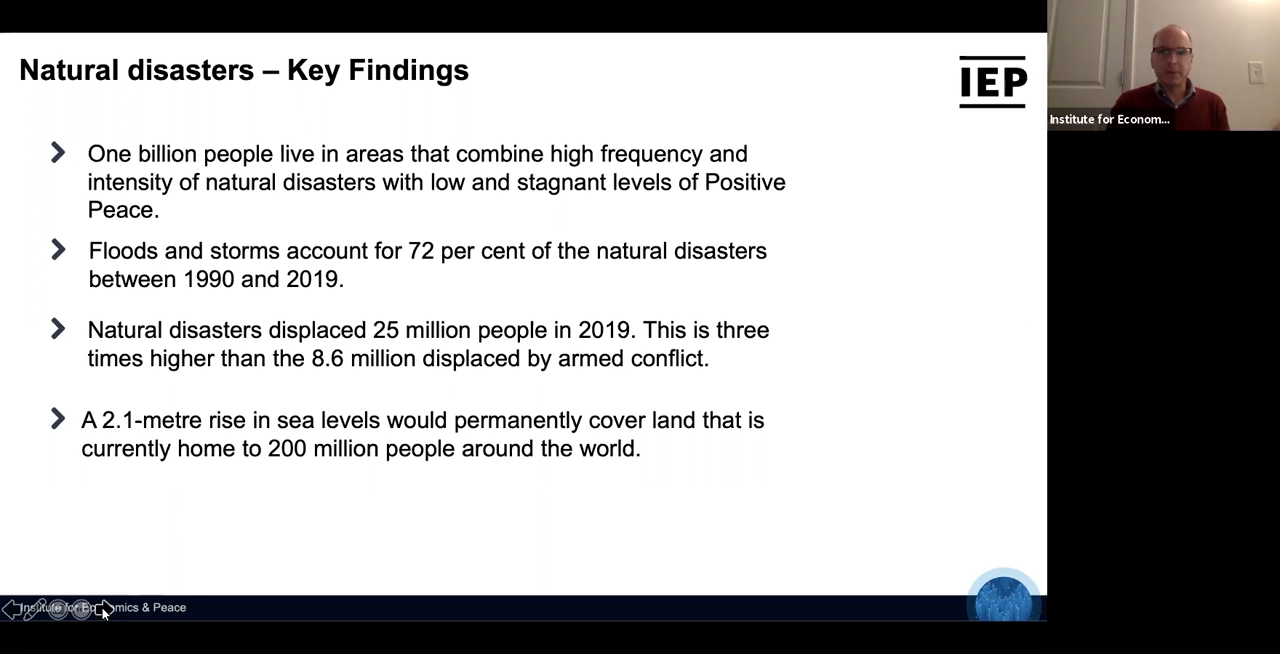 Natural disasters – Key Findings
IEP
One billion people live in areas that combine high frequency and
intensity of natural disasters with low and stagnant levels of Positive
Peace.
Floods and storms account for 72 per cent of the natural disasters
between 1990 and 2019.
Natural disasters displaced 25 million people in 2019. This is three
times higher than the 8.6 million displaced by armed conflict.
A 2.1-metre rise in sea levels would permanently cover land that is
currently home to 200 million people around the world.
Institute for Econom...
Institute for Economics & Peace